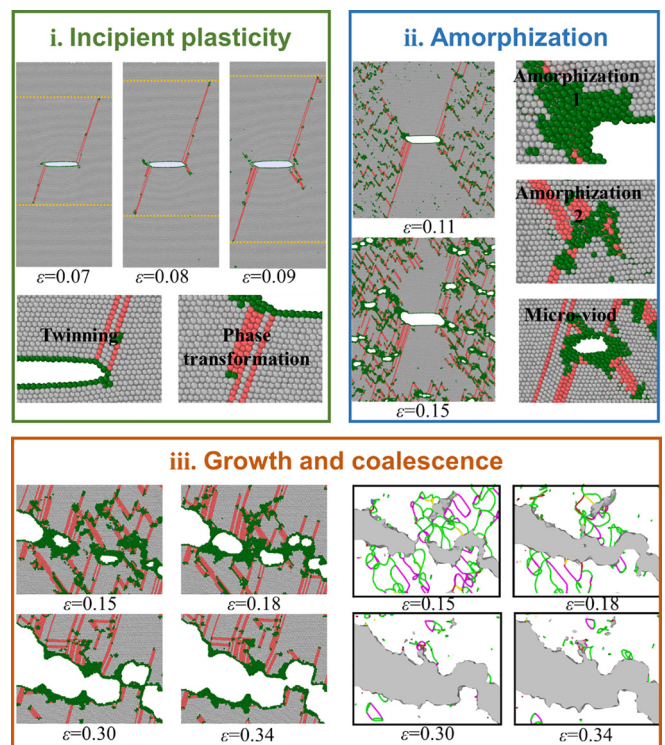 i. Incipient plasticity
ε=0.07
ε=0.08
ε=0.09
Twinning
Phase
transformation
ii. Amorphization
ε=0.11
ε=0.15
Amorphization
1
Amorphization
2
Micro-viod
iii. Growth and coalescence
ε=0.15
ε=0.18
ε=0.15
ε=0.18
ε=0.30
ε=0.34
ε=0.30
ε=0.34